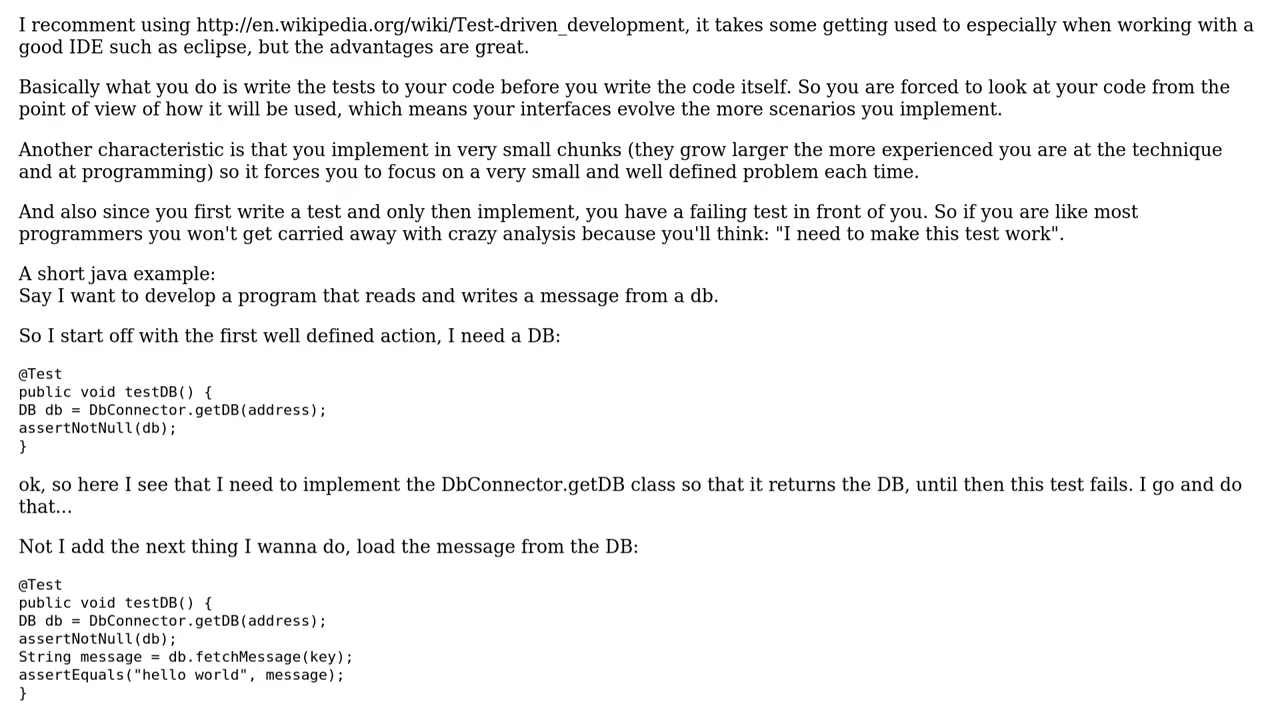 I recomment using http://en.wikipedia.org/wiki/Test-driven_development, it takes some getting used to especially when working with a
good IDE such as eclipse, but the advantages are great.
Basically what you do is write the tests to your code before you write the code itself. So you are forced to look at your code from the
point of view of how it will be used, which means your interfaces evolve the more scenarios you implement.
Another characteristic is that you implement in very small chunks (they grow larger the more experienced you are at the technique
and at programming) so it forces you to focus on a very small and well defined problem each time.
And also since you first write a test and only then implement, you have a failing test in front of you. So if you are like most
programmers you won't get carried away with crazy analysis because you'll think: "I need to make this test work".
A short java example:
Say I want to develop a program that reads and writes a message from a db.
So I start off with the first well defined action, I need a DB:
@Test
public void testDB() {
DB db = DbConnector.getDB(address);
assertNotNull(db);
}
ok, so here I see that I need to implement the DbConnector.getDB class so that it returns the DB, until then this test fails. I go and do
that...
Not I add the next thing I wanna do, load the message from the DB:
@Test
public void testDB() {
DB db = DbConnector.getDB(address);
assertNotNull(db);
String message = db.fetchMessage(key);
assertEquals("hello world", message);
}